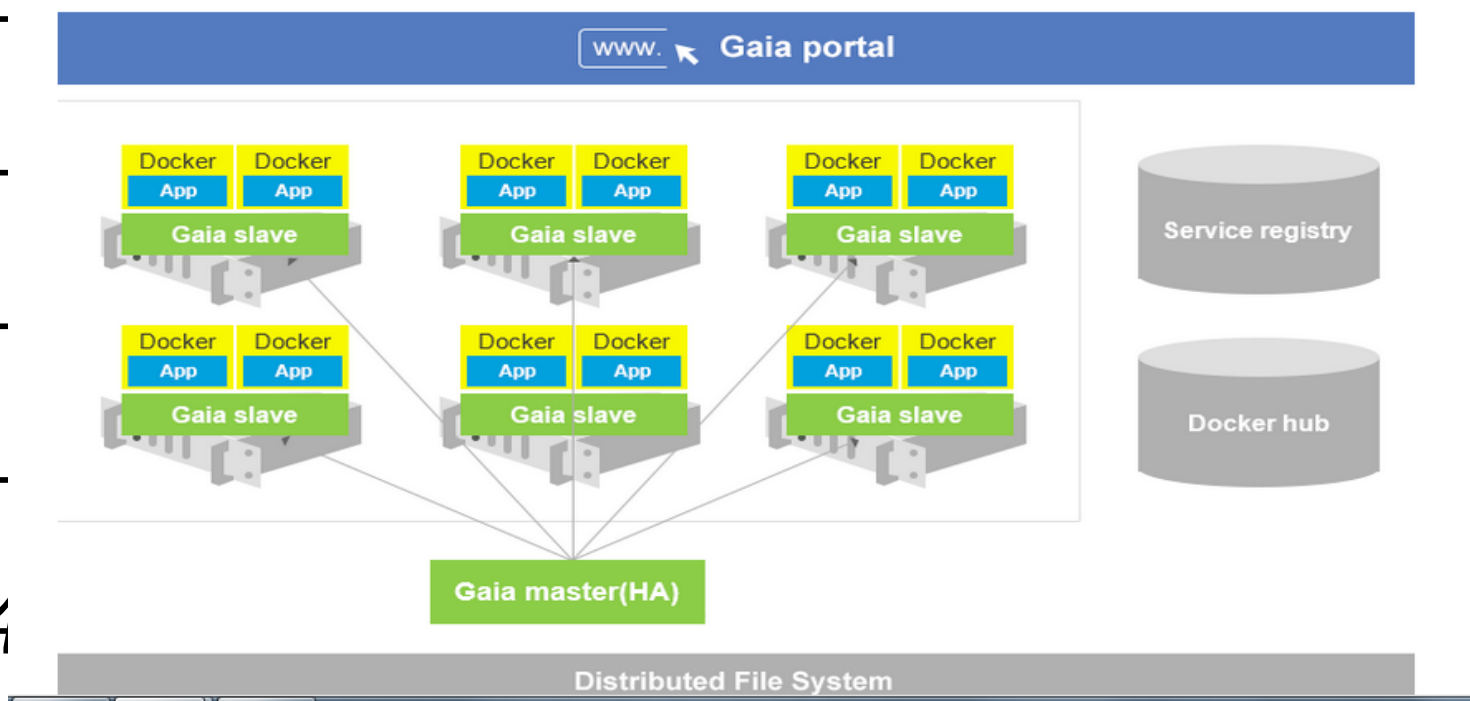 www. Gaia portal
Docker Docker Docker Docker Docker Docker
App App App App App App
Gaia slave Gaia slave Gaia slave
Service registry
Docker Docker Docker Docker Docker Docker
App App App App App App
Gaia slave Gaia slave Gaia slave
Docker hub
Gaia master(HA)
Distributed File System